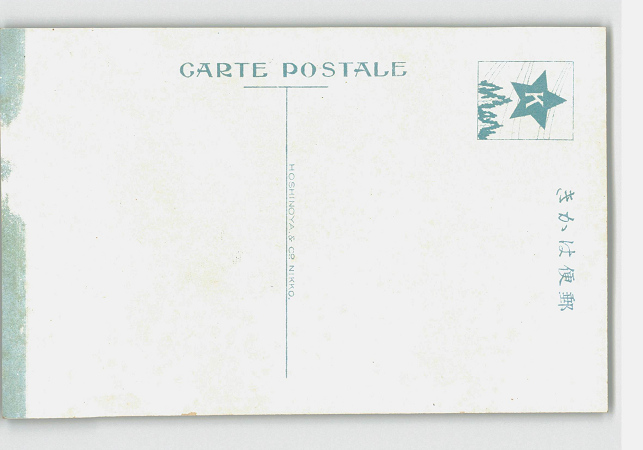 CARTE POSTALE
K
HOSHINOYA & Co. NIKKO.
きかは便郵